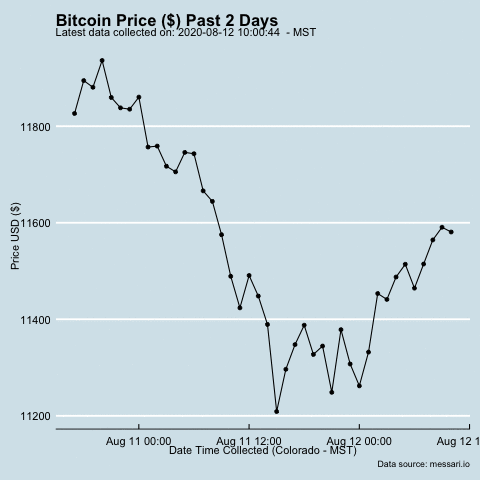 Bitcoin Price ($) Past 2 Days
Latest data collected on: 2020-08-12 10:00:44  - MST
Price USD ($)
11800
11600
11400
11200
Aug 11 00:00 Aug 11 12:00 Aug 12 00:00 Aug 12 1
Date Time Collected (Colorado - MST)
Data source: messari.io